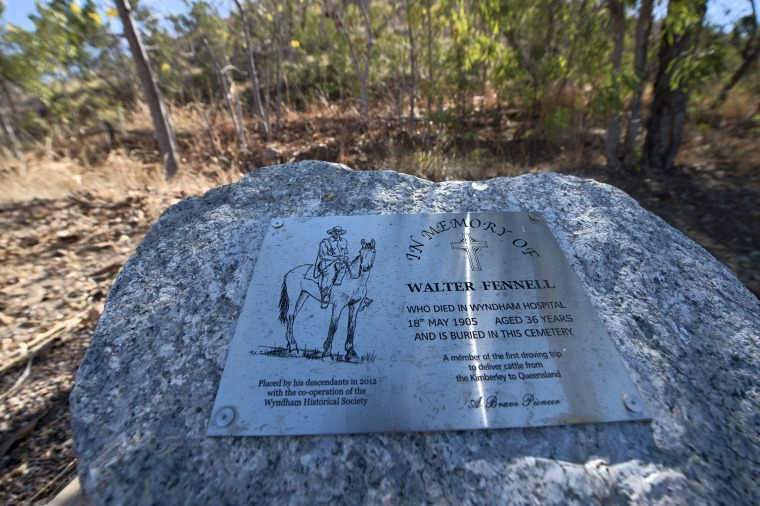 IN MEMORY OF
WALTER FENNELL
WHO DIED IN WYNDHAM HOSPITAL
18th MAY 1905 AGED 36 YEARS
AND IS BURIED IN THIS CEMETERY
A member of the first droving trip
to deliver cattle from
the Kimberley to Queensland
A Brave Pioneer
Placed by his descendants in 2012
with the co-operation of the
Wyndham Historical Society